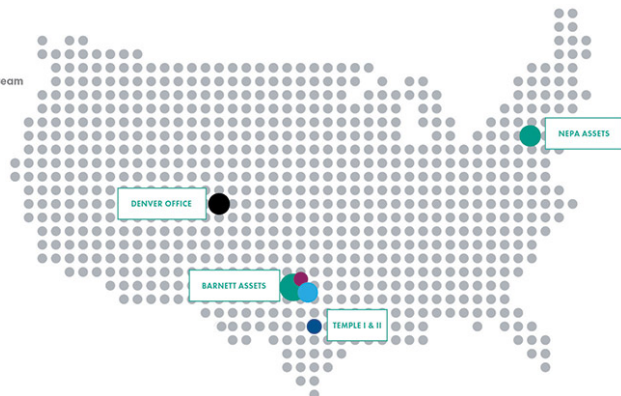 eam
NEPA ASSETS
DENVER OFFICE
BARNETT ASSETS
TEMPLE I & II